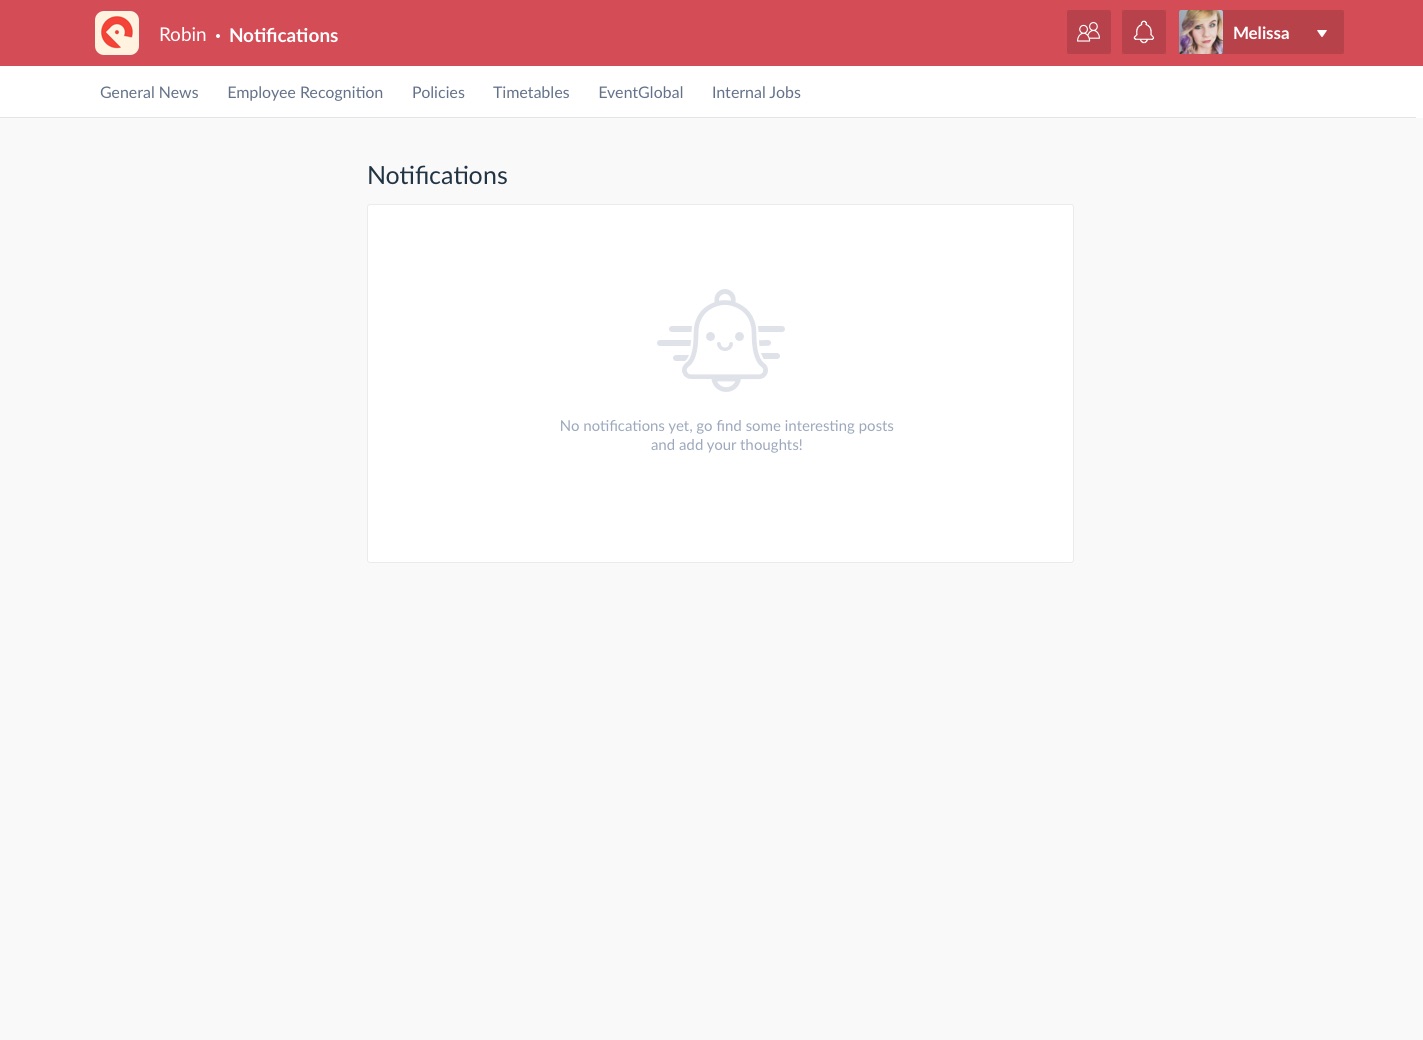 Robin • Notifications
Melissa
General News Employee Recognition Policies Timetables EventGlobal Internal Jobs
Notifications
No notifications yet, go find some interesting posts
and add your thoughts!